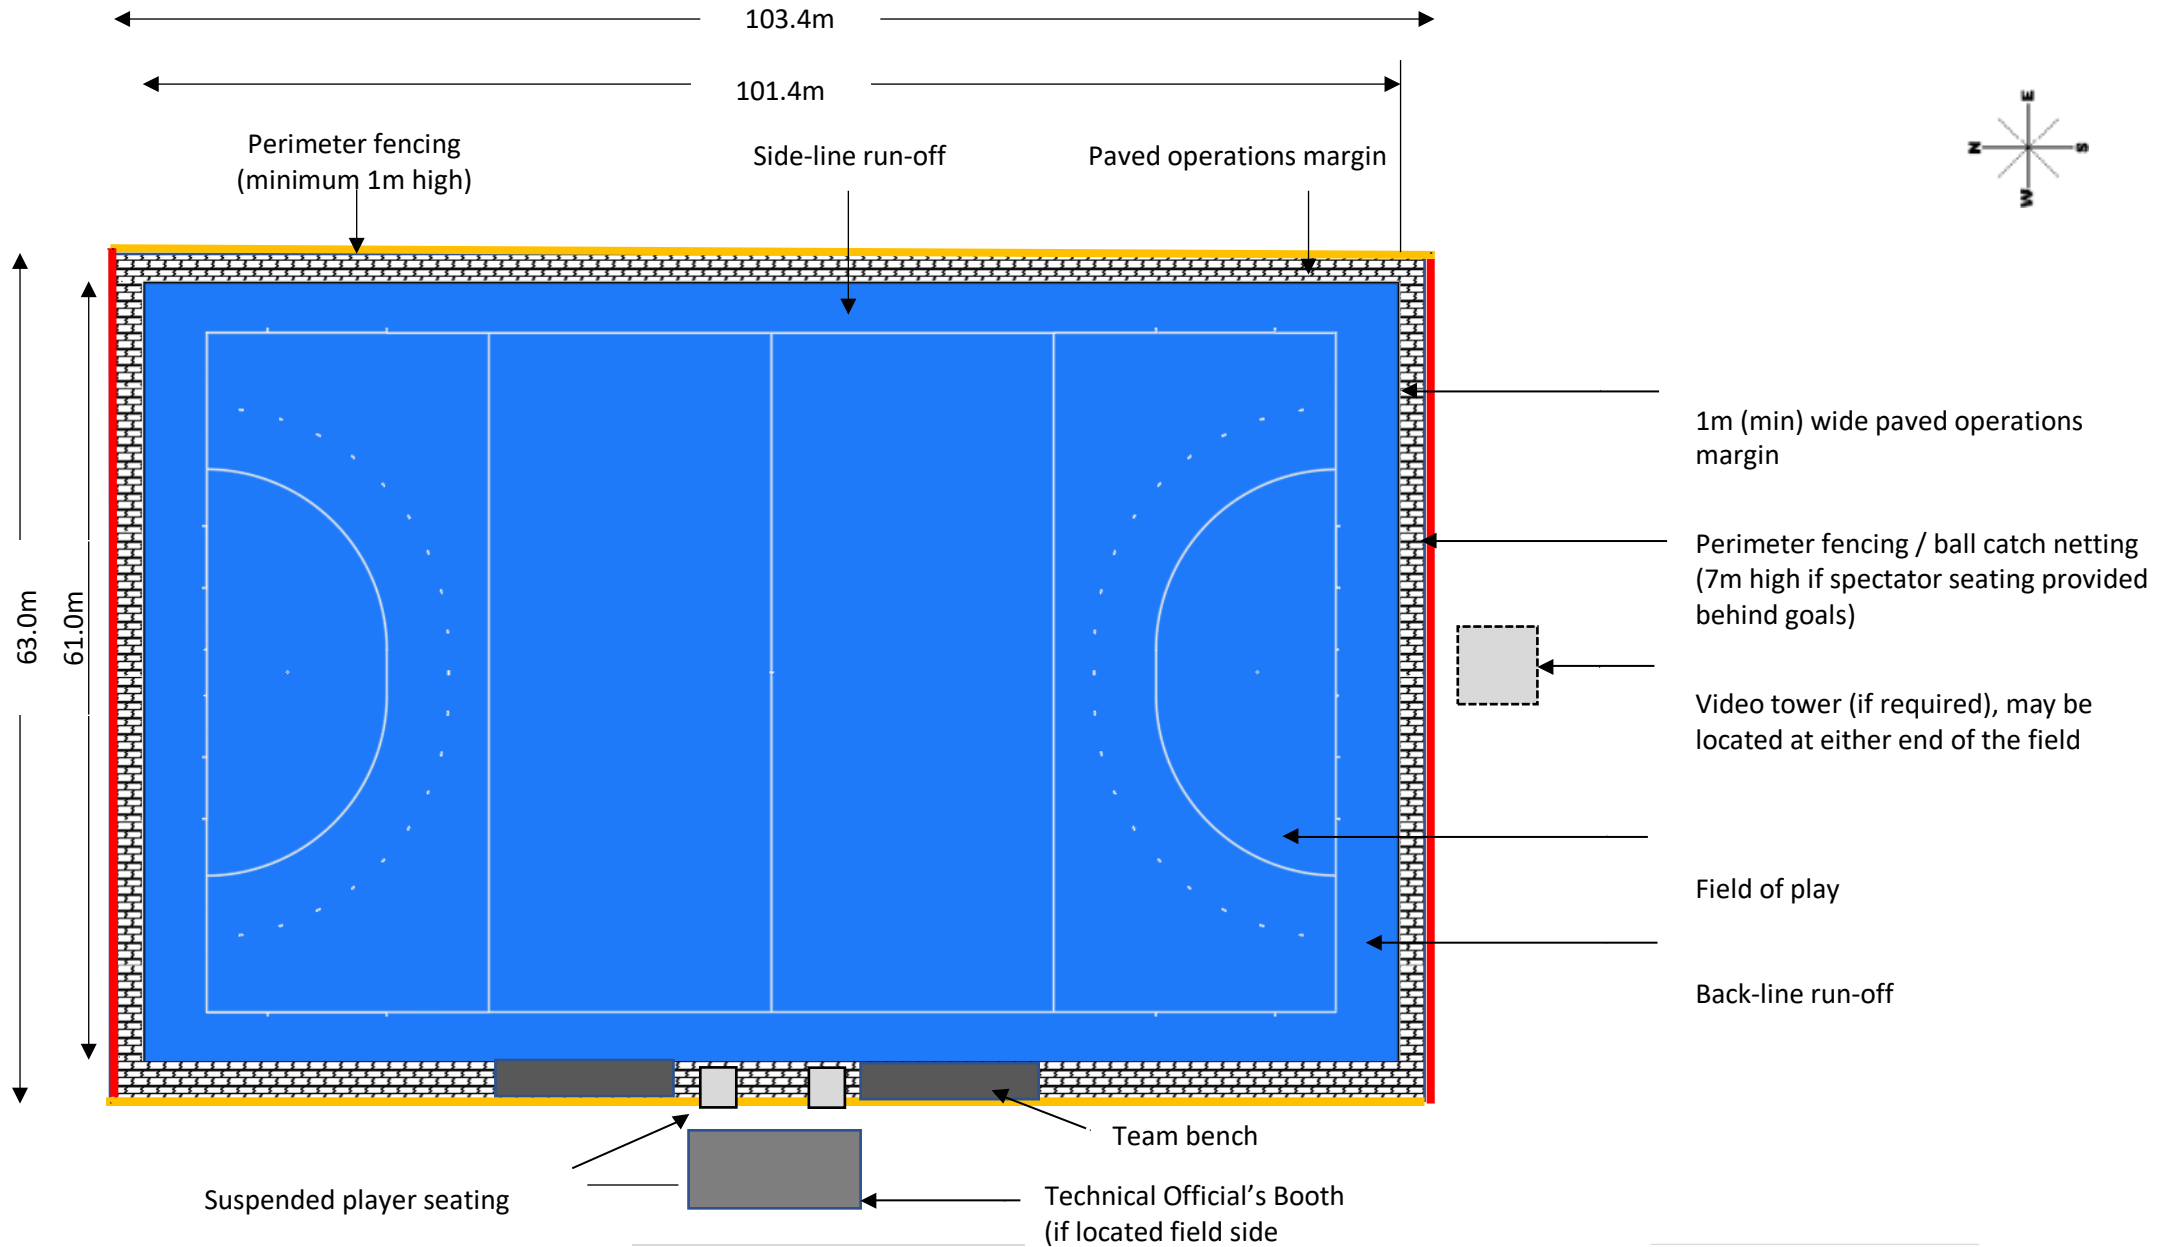 103.4m
101.4m
Perimeter fencing
(minimum 1m high)
Side-line run-off
Paved operations margin
E
N
S
W
63.0m
61.0m
1m (min) wide paved operations
margin
Perimeter fencing / ball catch netting
(7m high if spectator seating provided
behind goals)
Video tower (if required), may be
located at either end of the field
Field of play
Back-line run-off
Team bench
Suspended player seating
Technical Official’s Booth
(if located field side